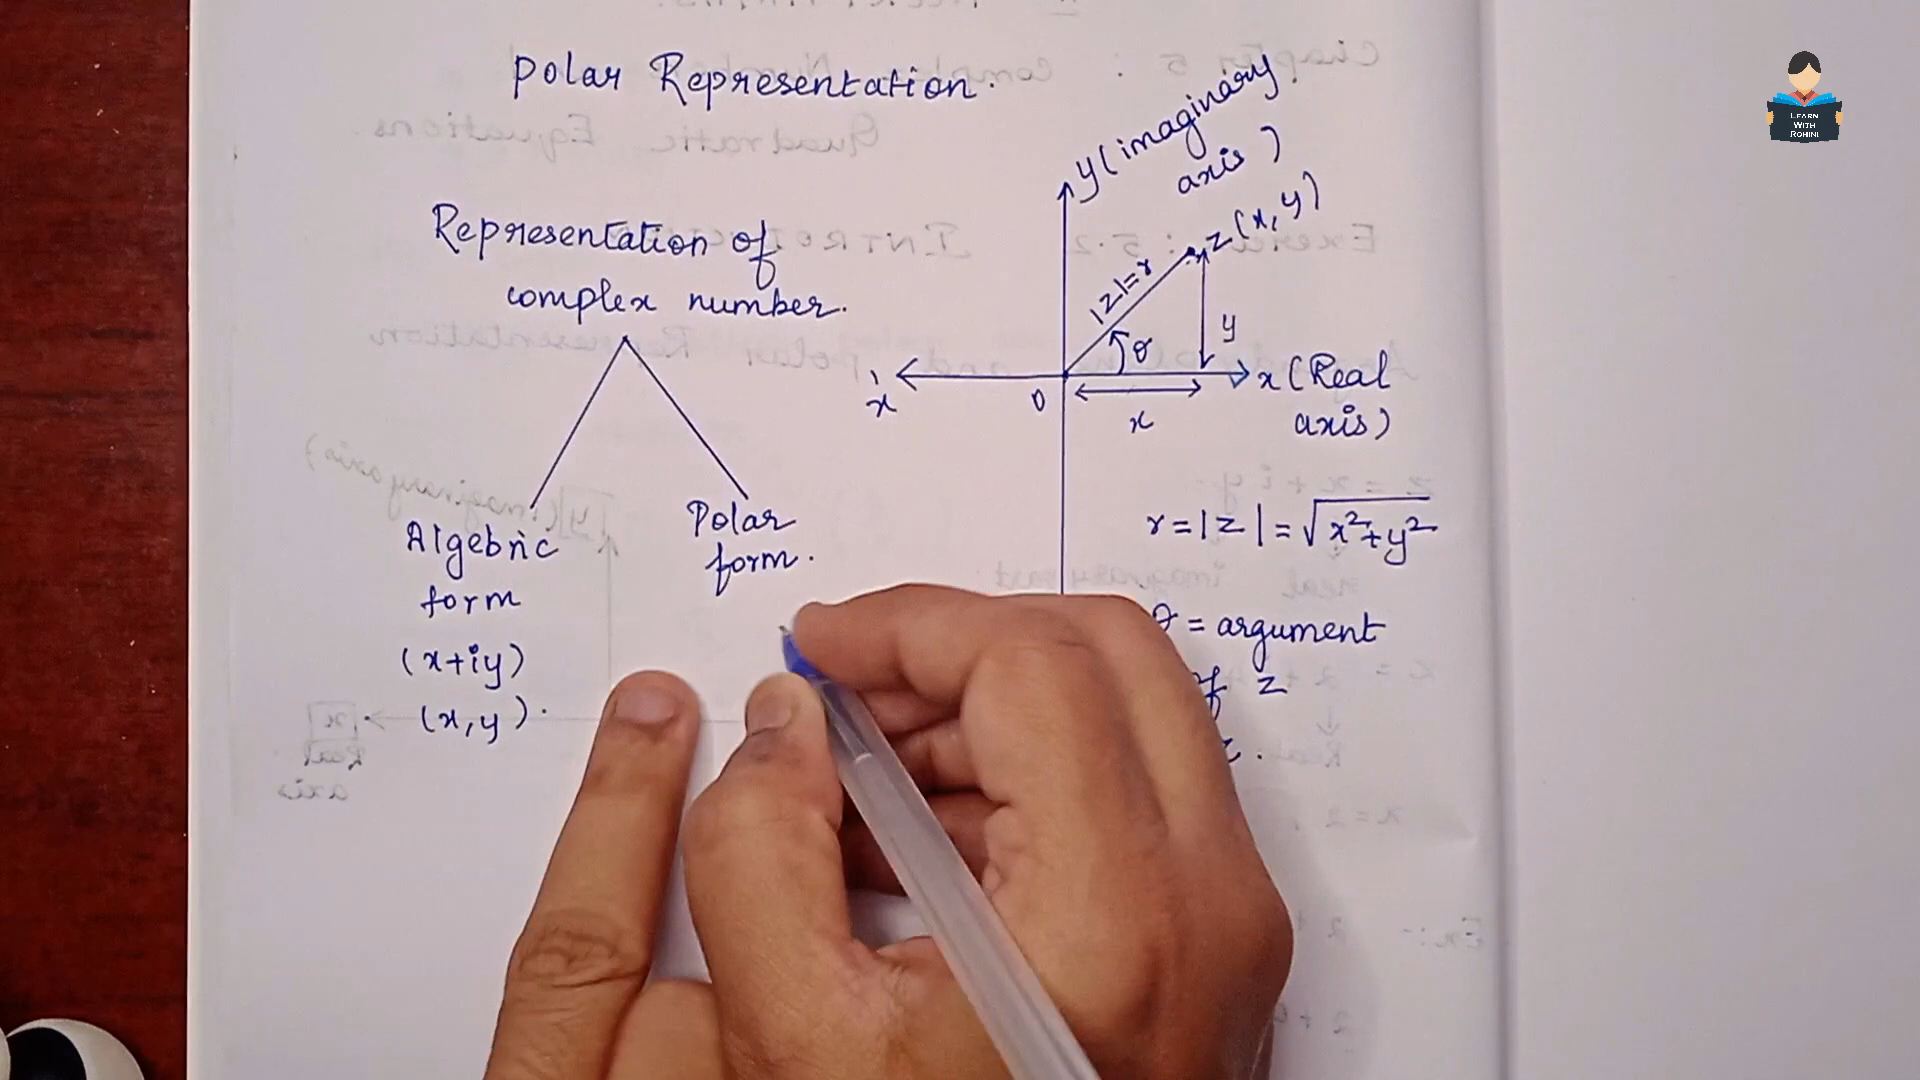 Polar Representation.
Representation of
complex number.
Algebric
form
(x+iy)
(x,y).
Polar
form.
y(imaginary
axis)
z(x,y)
|z|=r
θ
y
x'
0
x
x(Real
axis)
r=|z|=√x²+y²
θ = argument
of z
z.
LEARN
WITH
ROHINI